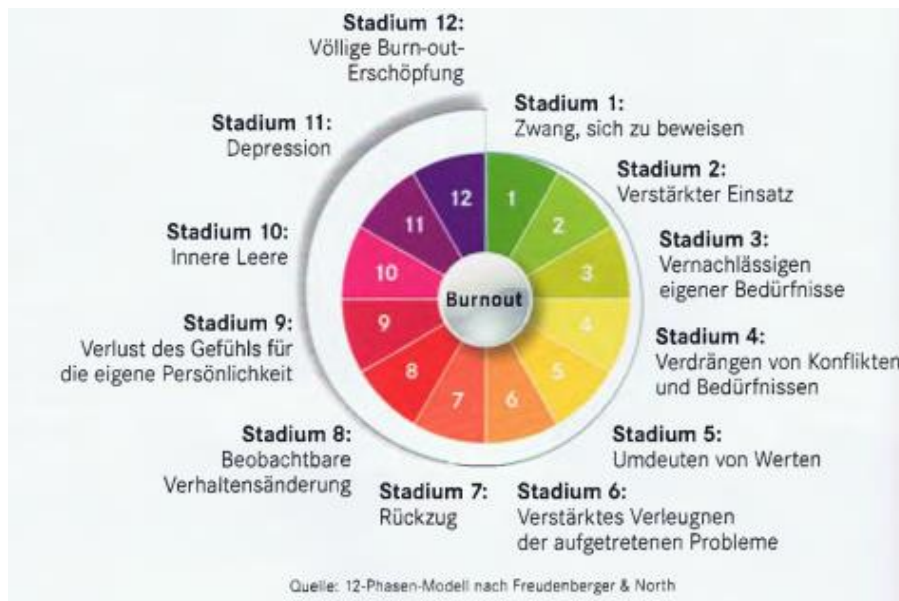 Stadium 12:
Völlige Burn-out-
Erschöpfung
Stadium 1:
Zwang, sich zu beweisen
Stadium 11:
Depression
Stadium 2:
Verstärkter Einsatz
12
1
11
2
Stadium 10:
Innere Leere
Stadium 3:
Vernachlässigen
eigener Bedürfnisse
10
3
Burnout
Stadium 9:
Verlust des Gefühls für
die eigene Persönlichkeit
9
4
Stadium 4:
Verdrängen von Konflikten
und Bedürfnissen
8
5
7
6
Stadium 8:
Beobachtbare
Verhaltensänderung
Stadium 5:
Umdeuten von Werten
Stadium 7:
Rückzug
Stadium 6:
Verstärktes Verleugnen
der aufgetretenen Probleme
Quelle: 12-Phasen-Modell nach Freudenberger & North